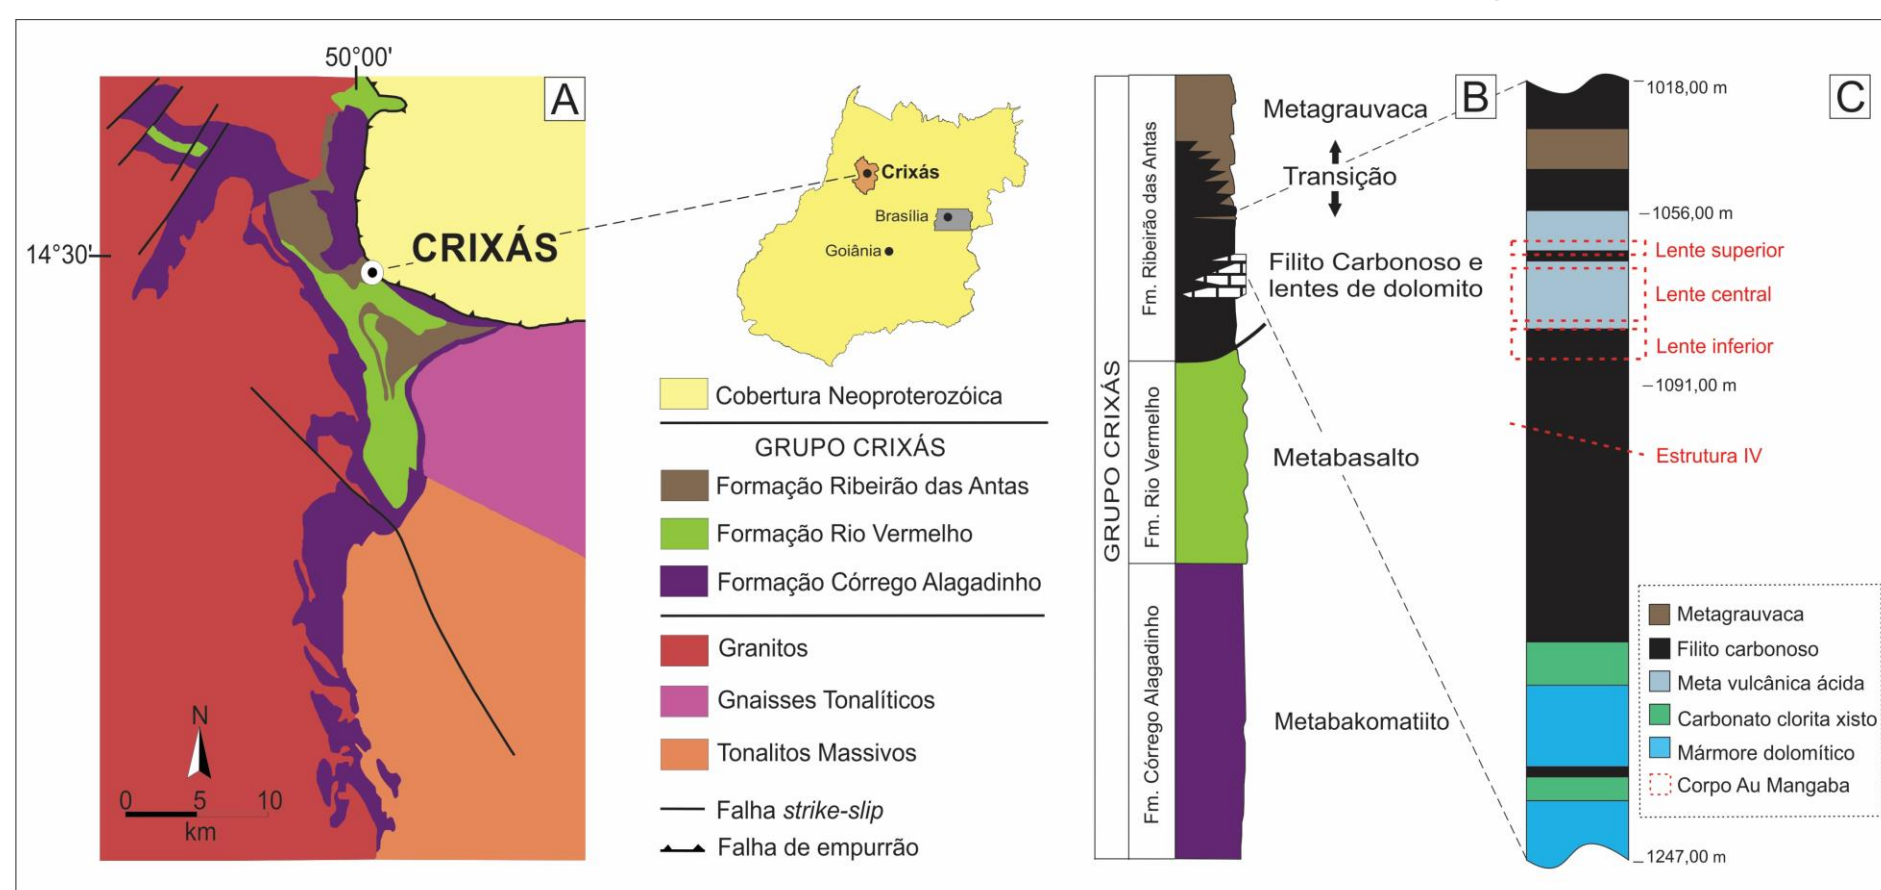 50°00'
A
14°30'
CRIXÁS
N
0 5 10
km
Crixás
Brasília
Goiânia
Cobertura Neoproterozóica
GRUPO CRIXÁS
Formação Ribeirão das Antas
Formação Rio Vermelho
Formação Córrego Alagadinho
Granitos
Gnaisses Tonalíticos
Tonalitos Massivos
Falha strike-slip
Falha de empurrão
B
GRUPO CRIXÁS
Fm. Ribeirão das Antas
Fm. Rio Vermelho
Fm. Córrego Alagadinho
Metagrauvaca
Transição
Filito Carbonoso e
lentes de dolomito
Metabasalto
Metabakomatiito
C
1018,00 m
1056,00 m
Lente superior
Lente central
Lente inferior
1091,00 m
Estrutura IV
Metagrauvaca
Filito carbonoso
Meta vulcânica ácida
Carbonato clorita xisto
Mármore dolomítico
Corpo Au Mangaba
1247,00 m